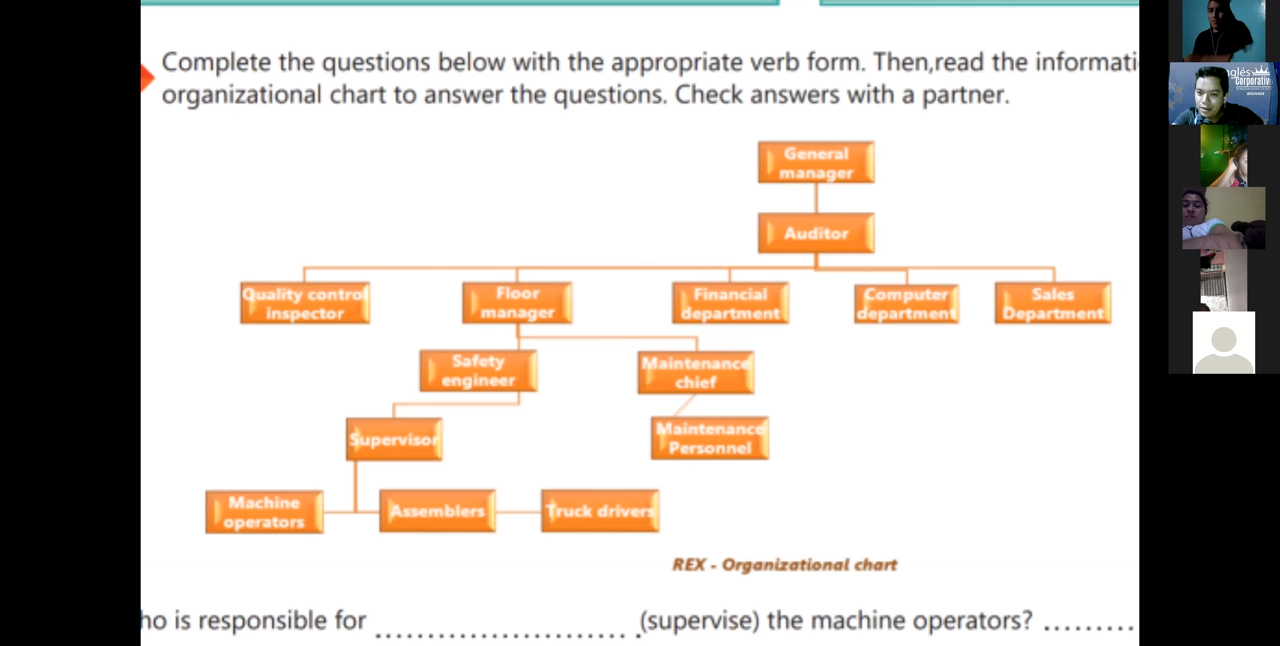 Complete the questions below with the appropriate verb form. Then,read the informati
organizational chart to answer the questions. Check answers with a partner.
General
manager
Auditor
Quality control
inspector
Floor
manager
Financial
department
Computer
department
Sales
Department
Safety
engineer
Maintenance
chief
Supervisor
Maintenance
Personnel
Machine
operators
Assemblers
Truck drivers
REX - Organizational chart
ho is responsible for ......................... (supervise) the machine operators? .........
nglés
Corporativ